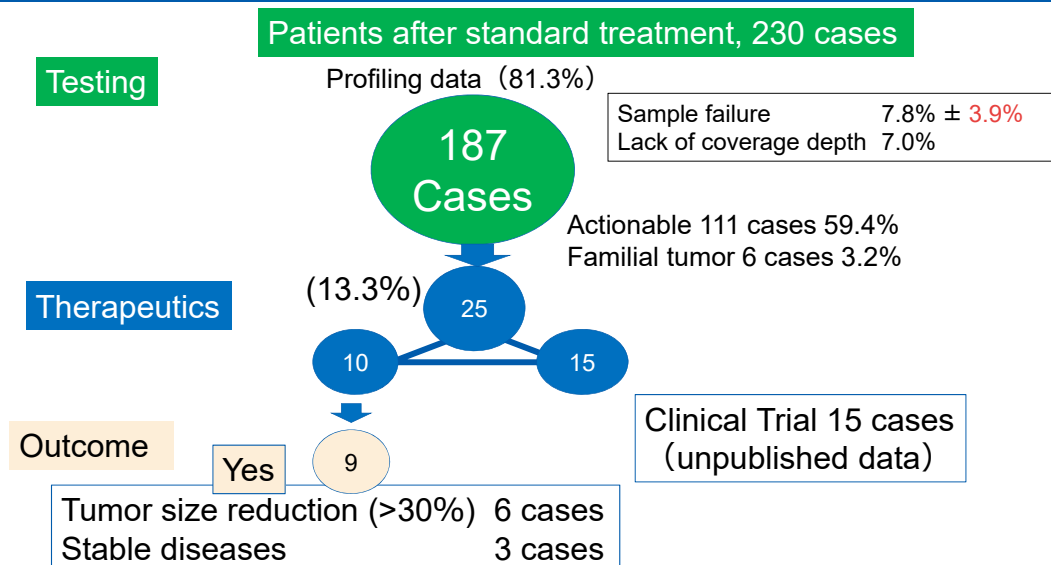 Patients after standard treatment, 230 cases
Testing
Profiling data（81.3%）
Sample failure 7.8% ± 3.9%
Lack of coverage depth 7.0%
187
Cases
Actionable 111 cases 59.4%
Familial tumor 6 cases 3.2%
Therapeutics
(13.3%)
25
10
15
Clinical Trial 15 cases
（unpublished data）
Outcome
Yes
9
Tumor size reduction (>30%) 6 cases
Stable diseases 3 cases